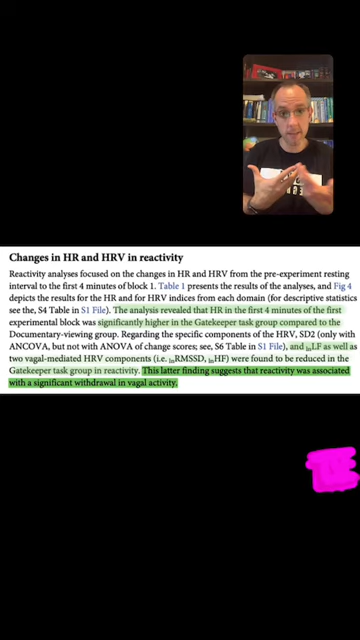 Changes in HR and HRV in reactivity
Reactivity analyses focused on the changes in HR and HRV from the pre-experiment resting
interval to the first 4 minutes of block 1. Table 1 presents the results of the analyses, and Fig 4
depicts the results for the HR and for HRV indices from each domain (for descriptive statistics
see the, S4 Table in S1 File). The analysis revealed that HR in the first 4 minutes of the first
experimental block was significantly higher in the Gatekeeper task group compared to the
Documentary-viewing group. Regarding the specific components of the HRV, SD2 (only with
ANCOVA, but not with ANOVA of change scores; see, S6 Table in S1 File), and lnLF as well as
two vagal-mediated HRV components (i.e. lnRMSSD, lnHF) were found to be reduced in the
Gatekeeper task group in reactivity. This latter finding suggests that reactivity was associated
with a significant withdrawal in vagal activity.